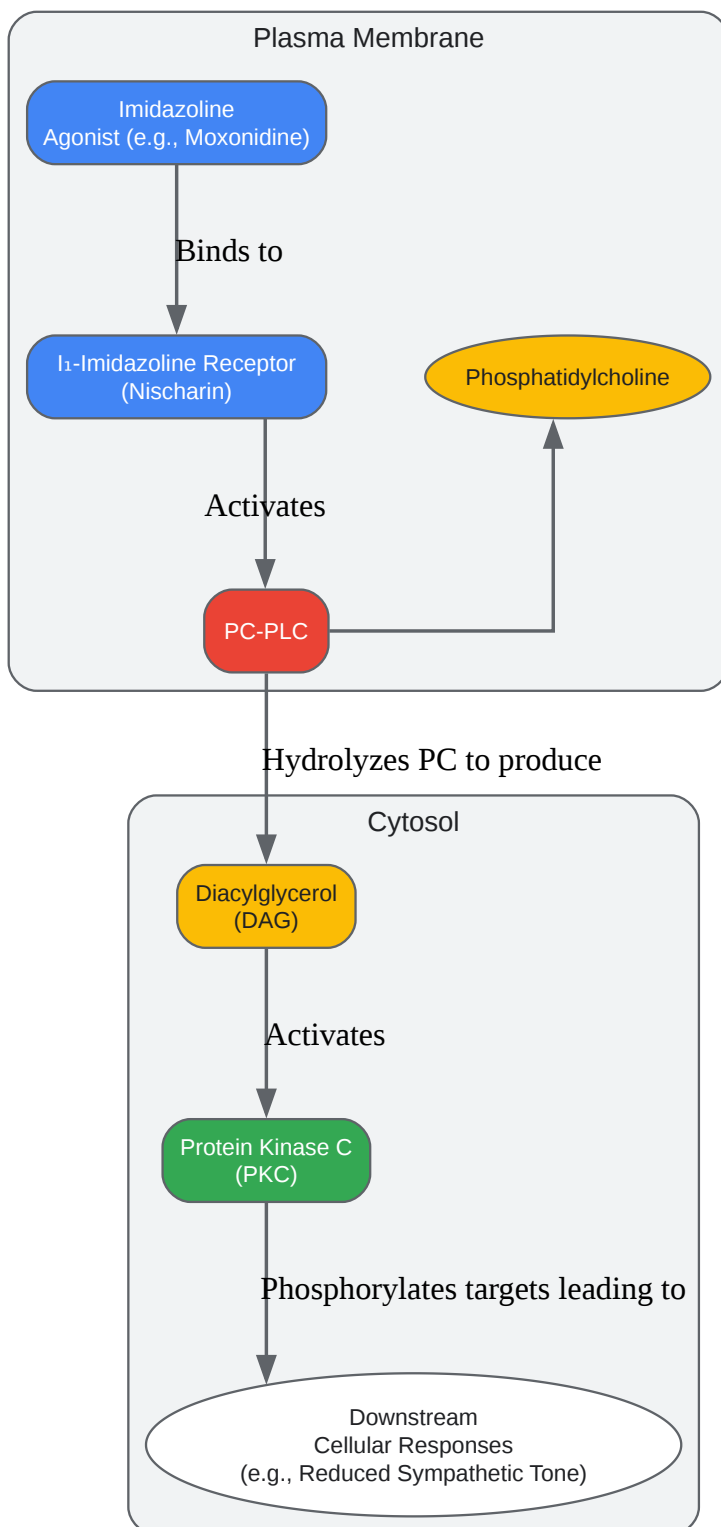 Plasma Membrane
Imidazoline
Agonist (e.g., Moxonidine)
Binds to
I₁-Imidazoline Receptor
(Nischarin)
Phosphatidylcholine
Activates
PC-PLC
Hydrolyzes PC to produce
Cytosol
Diacylglycerol
(DAG)
Activates
Protein Kinase C
(PKC)
Phosphorylates targets leading to
Downstream
Cellular Responses
(e.g., Reduced Sympathetic Tone)